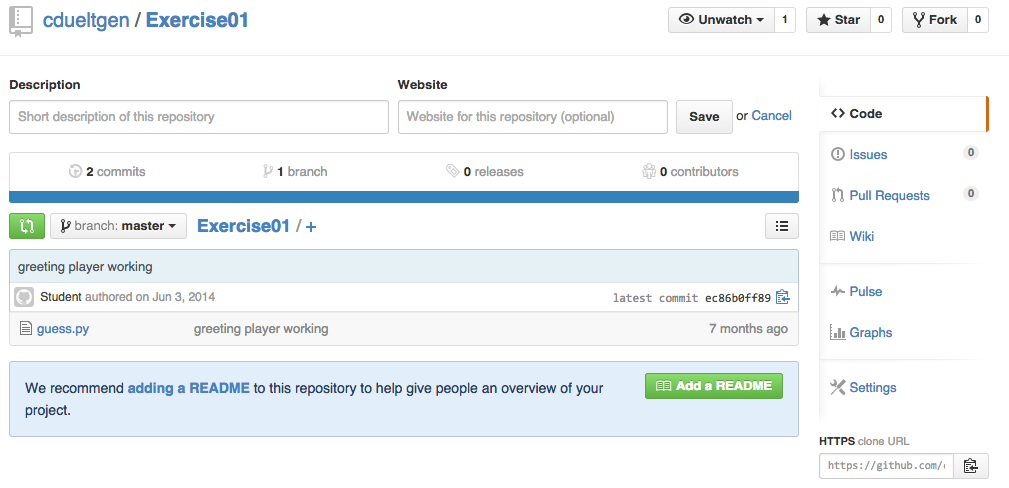 cdueltgen / Exercise01
Unwatch 1 Star 0 Fork 0
Description Website
Short description of this repository Website for this repository (optional) Save or Cancel
2 commits 1 branch 0 releases 0 contributors
branch: master Exercise01 / +
greeting player working
Student authored on Jun 3, 2014 latest commit ec86b0ff89
guess.py greeting player working 7 months ago
We recommend adding a README to this repository to help give people an overview of your
project.
Add a README
Code
Issues 0
Pull Requests 0
Wiki
Pulse
Graphs
Settings
HTTPS clone URL
https://github.com/